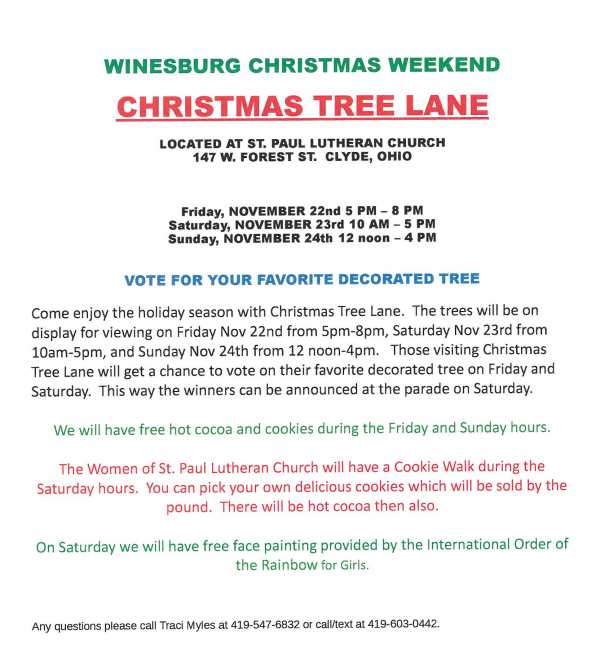 WINESBURG CHRISTMAS WEEKEND
CHRISTMAS TREE LANE
LOCATED AT ST. PAUL LUTHERAN CHURCH
147 W. FOREST ST.  CLYDE, OHIO
Friday, NOVEMBER 22nd 5 PM – 8 PM
Saturday, NOVEMBER 23rd 10 AM – 5 PM
Sunday, NOVEMBER 24th 12 noon – 4 PM
VOTE FOR YOUR FAVORITE DECORATED TREE
Come enjoy the holiday season with Christmas Tree Lane.  The trees will be on
display for viewing on Friday Nov 22nd from 5pm-8pm, Saturday Nov 23rd from
10am-5pm, and Sunday Nov 24th from 12 noon-4pm.   Those visiting Christmas
Tree Lane will get a chance to vote on their favorite decorated tree on Friday and
Saturday.  This way the winners can be announced at the parade on Saturday.
We will have free hot cocoa and cookies during the Friday and Sunday hours.
The Women of St. Paul Lutheran Church will have a Cookie Walk during the
Saturday hours.  You can pick your own delicious cookies which will be sold by the
pound.  There will be hot cocoa then also.
On Saturday we will have free face painting provided by the International Order of
the Rainbow for Girls.
Any questions please call Traci Myles at 419-547-6832 or call/text at 419-603-0442.